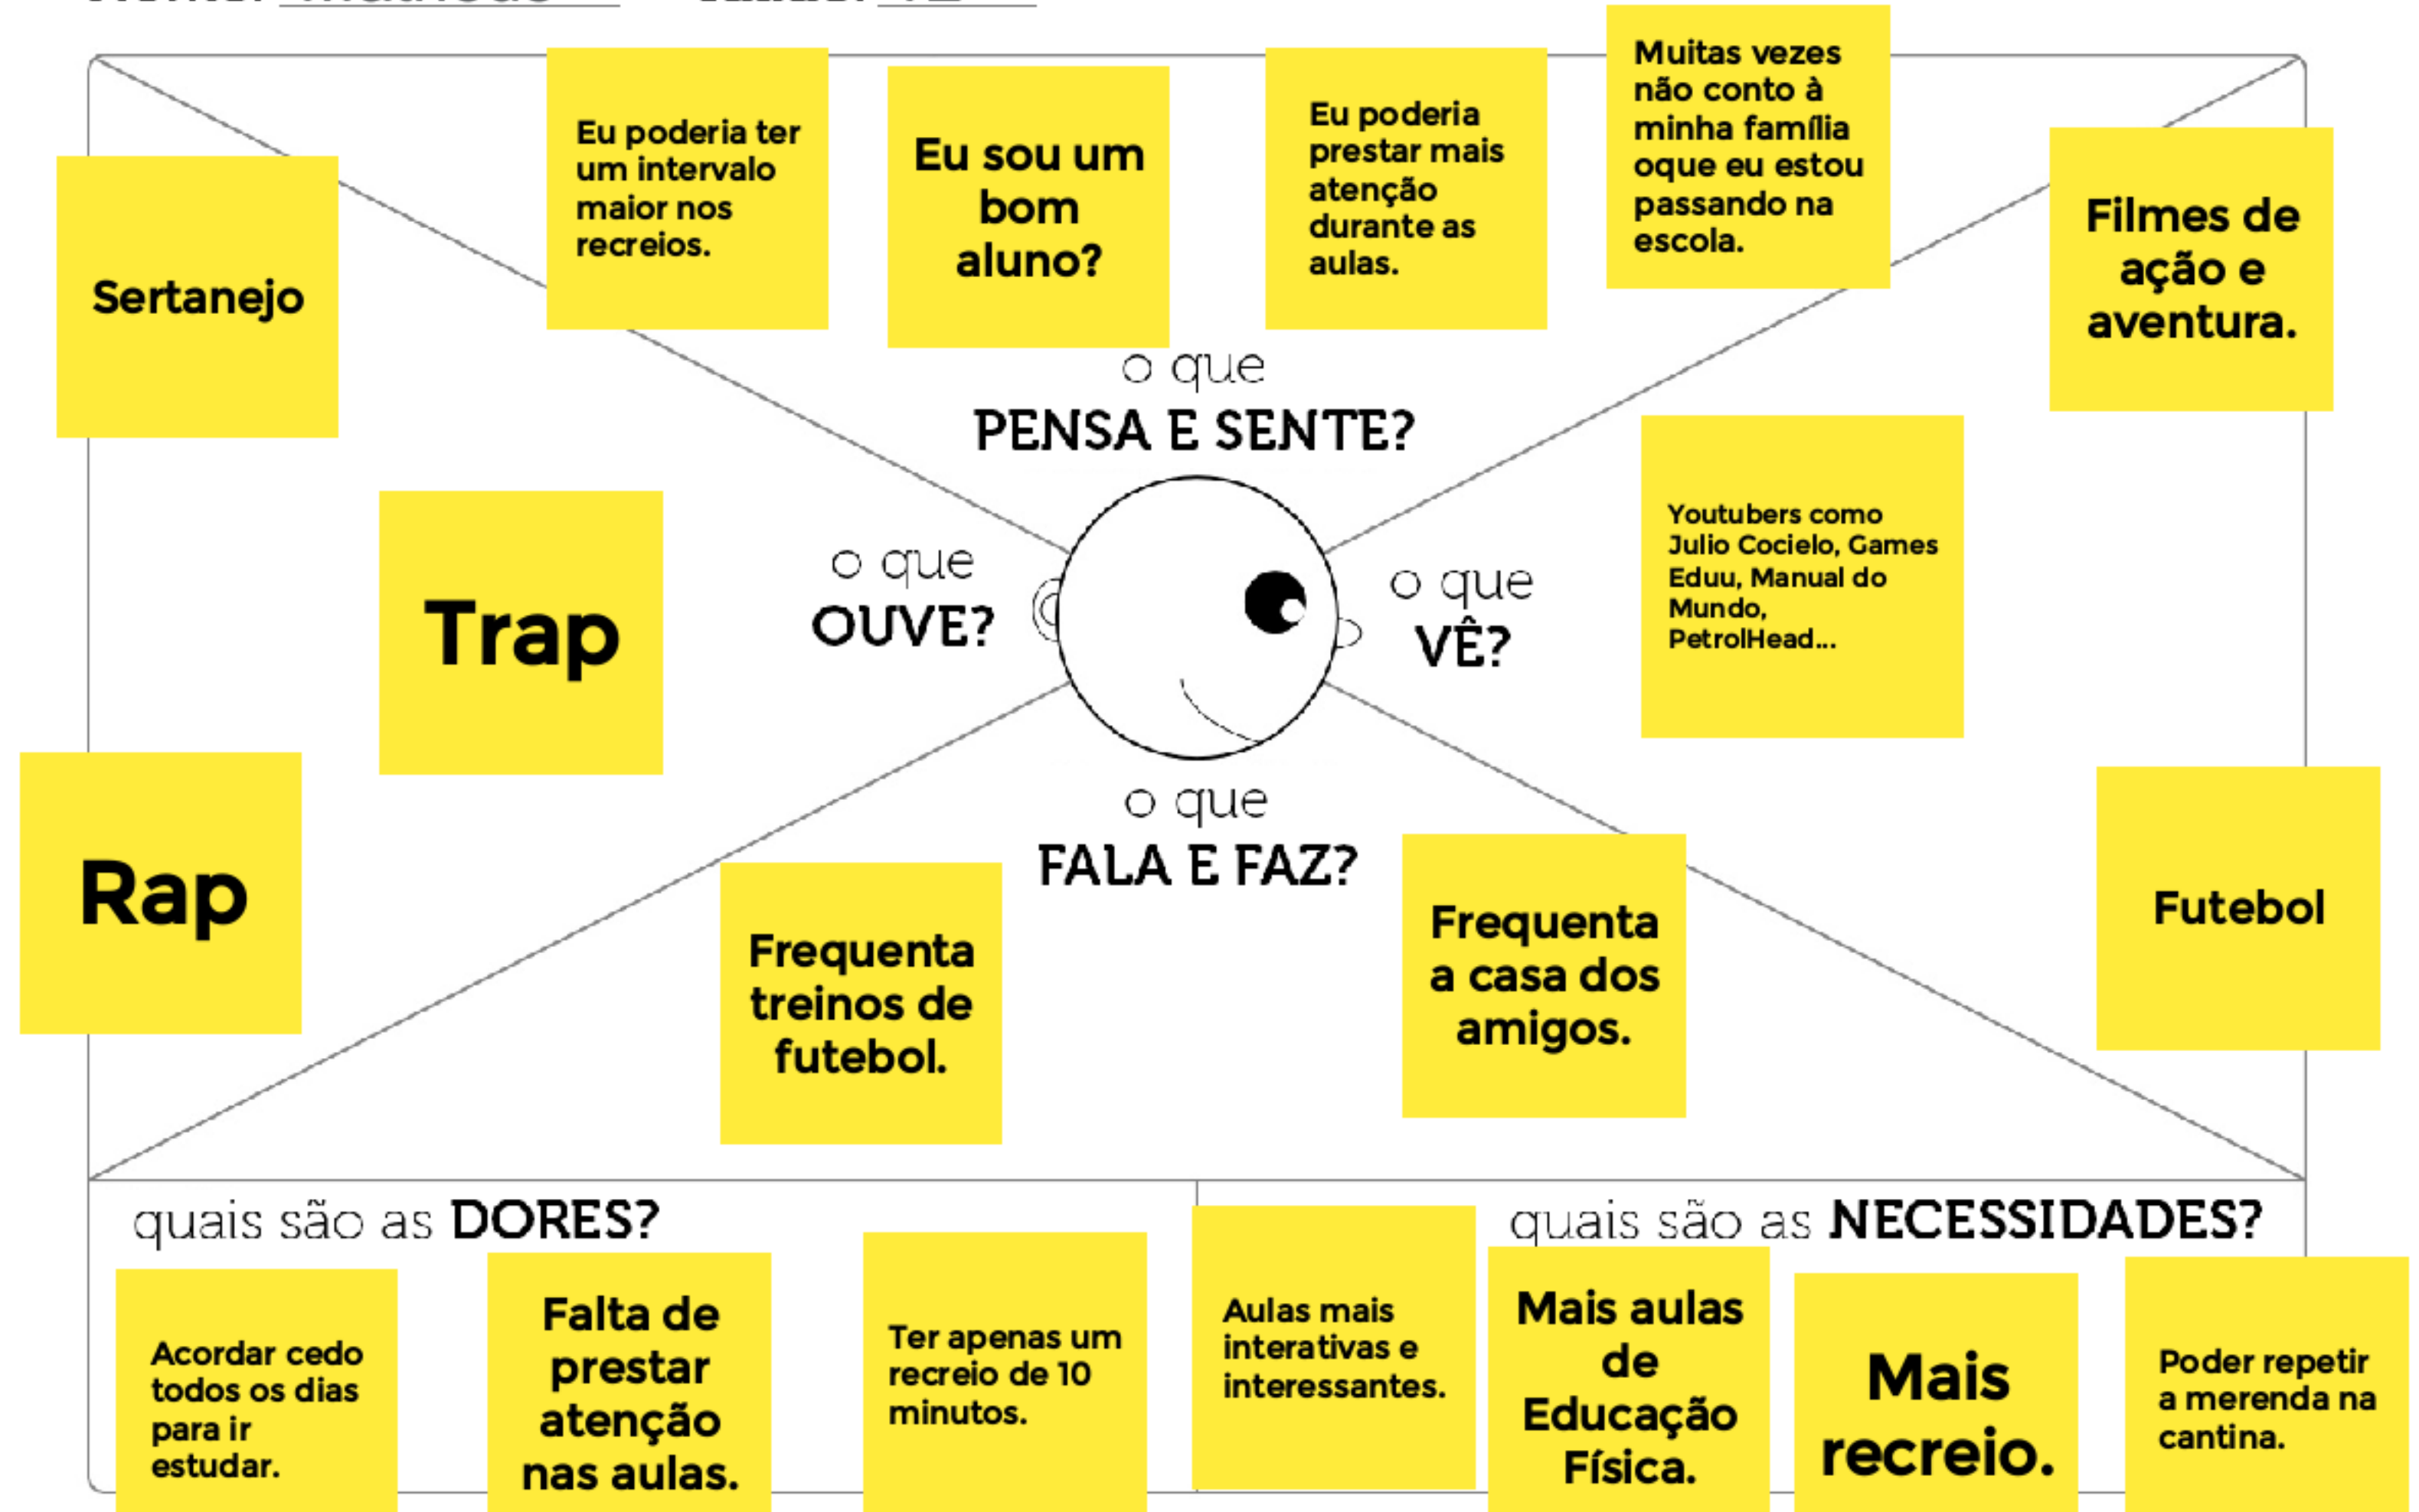 Eu poderia ter
um intervalo
maior nos
recreios.
Eu sou um
bom
aluno?
Eu poderia
prestar mais
atenção
durante as
aulas.
Muitas vezes
não conto à
minha família
oque eu estou
passando na
escola.
o que
PENSA E SENTE?
Sertanejo
Trap
Rap
o que
OUVE?
o que
VÊ?
Filmes de
ação e
aventura.
Youtubers como
Julio Cocielo, Games
Eduu, Manual do
Mundo,
PetrolHead...
Futebol
o que
FALA E FAZ?
Frequenta
treinos de
futebol.
Frequenta
a casa dos
amigos.
quais são as DORES?
Acordar cedo
todos os dias
para ir
estudar.
Falta de
prestar
atenção
nas aulas.
Ter apenas um
recreio de 10
minutos.
quais são as NECESSIDADES?
Aulas mais
interativas e
interessantes.
Mais aulas
de
Educação
Física.
Mais
recreio.
Poder repetir
a merenda na
cantina.